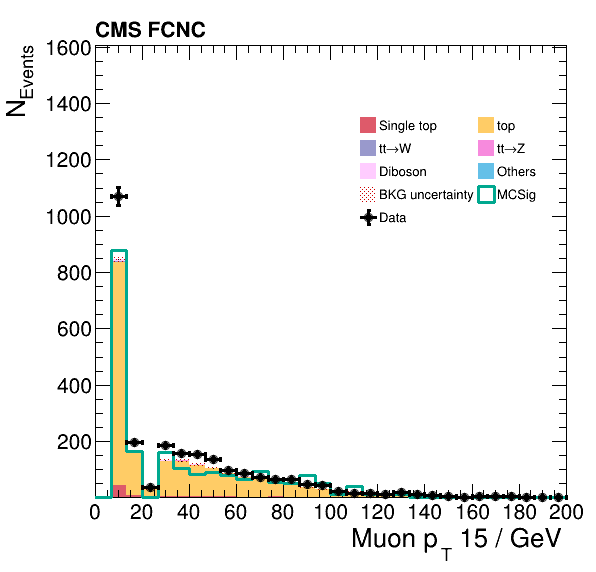 CMS FCNC
1600
1400
1200
1000
800
600
400
200
N_Events
Single top
top
tt→W
tt→Z
Diboson
Others
BKG uncertainty
MCSig
Data
0 20 40 60 80 100 120 140 160 180 200
Muon p_T 15 / GeV